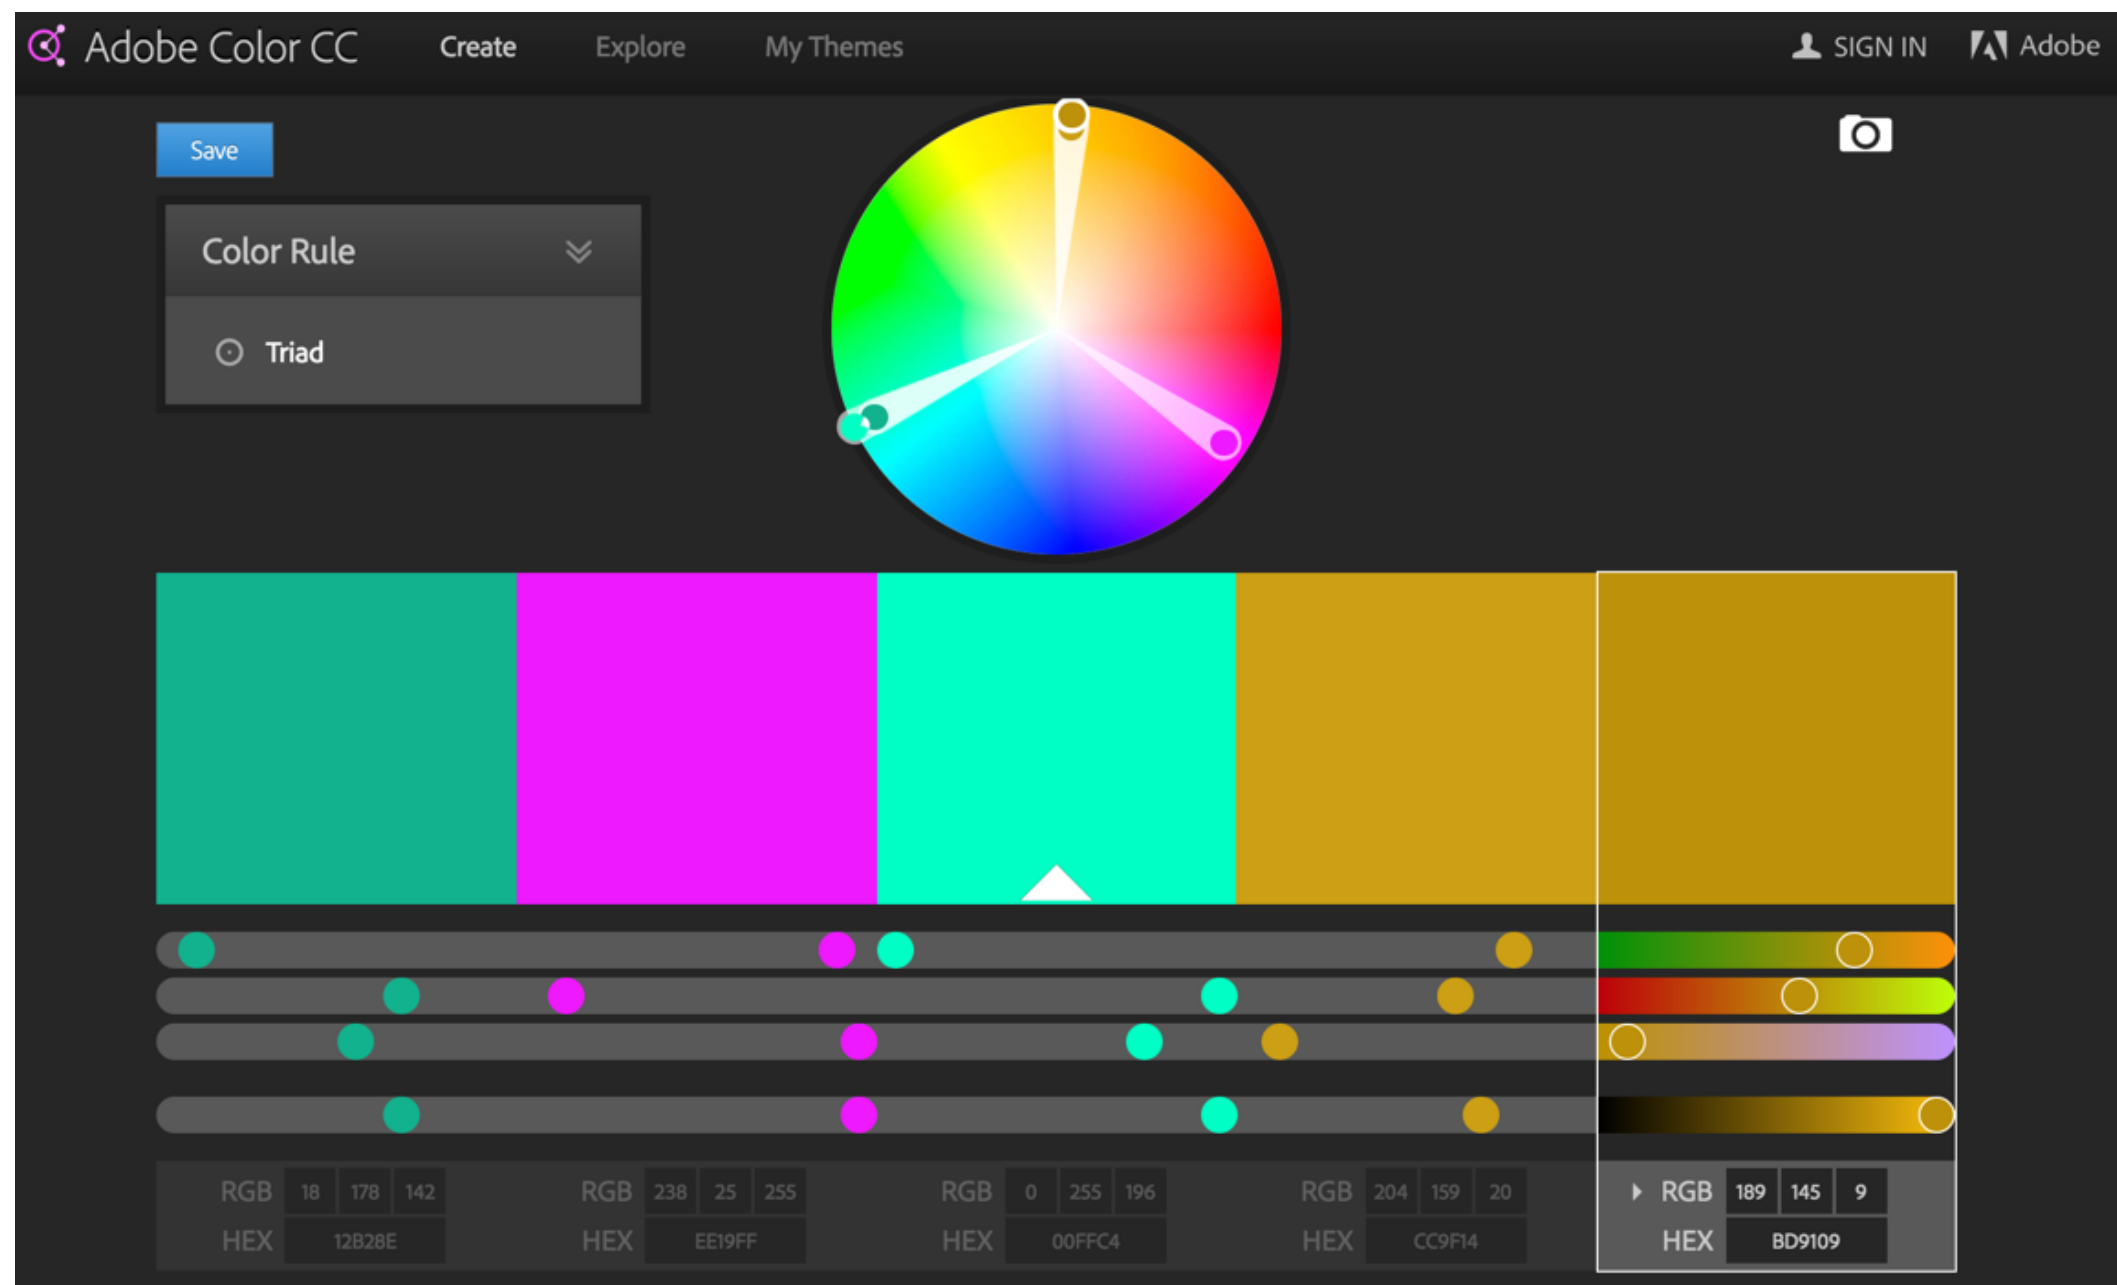 Adobe Color CC Create Explore My Themes SIGN IN Adobe
Save
Color Rule
Triad
RGB 18 178 142 RGB 238 25 255 RGB 0 255 196 RGB 204 159 20 RGB 189 145 9
HEX 12B28E HEX EE19FF HEX 00FFC4 HEX CC9F14 HEX BD9109